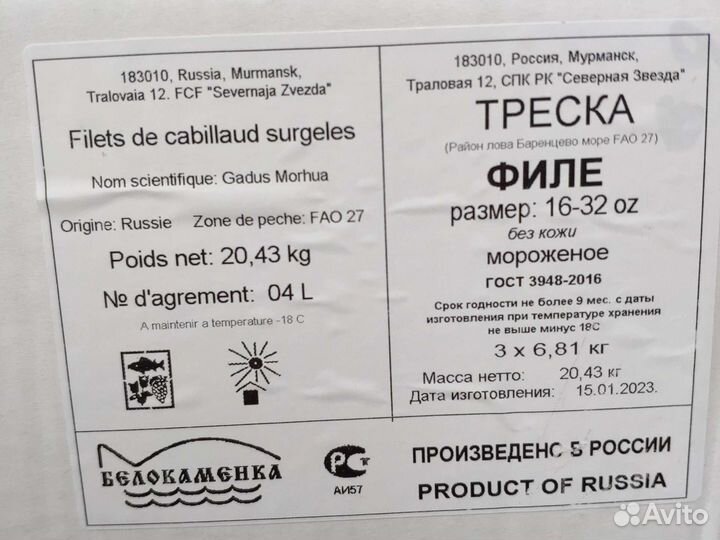 183010, Russia, Murmansk,
Tralovaia 12. FCF "Severnaja Zvezda"
Filets de cabillaud surgeles
Nom scientifique: Gadus Morhua
Origine: Russie Zone de peche: FAO 27
Poids net: 20,43 kg
№ d'agrement: 04 L
A maintenir a temperature -18 C
183010, Россия, Мурманск,
Траловая 12, СПК РК "Северная Звезда"
ТРЕСКА
(Район лова Баренцево море FAO 27)
ФИЛЕ
размер: 16-32 oz
без кожи
мороженое
ГОСТ 3948-2016
Срок годности не более 9 мес. с даты
изготовления при температуре хранения
не выше минус 18С
3 x 6,81 кг
Масса нетто: 20,43 кг
Дата изготовления: 15.01.2023.
БЕЛОКАМЕНКА
РСТ
АИ57
ПРОИЗВЕДЕНО В РОССИИ
PRODUCT OF RUSSIA
Avito